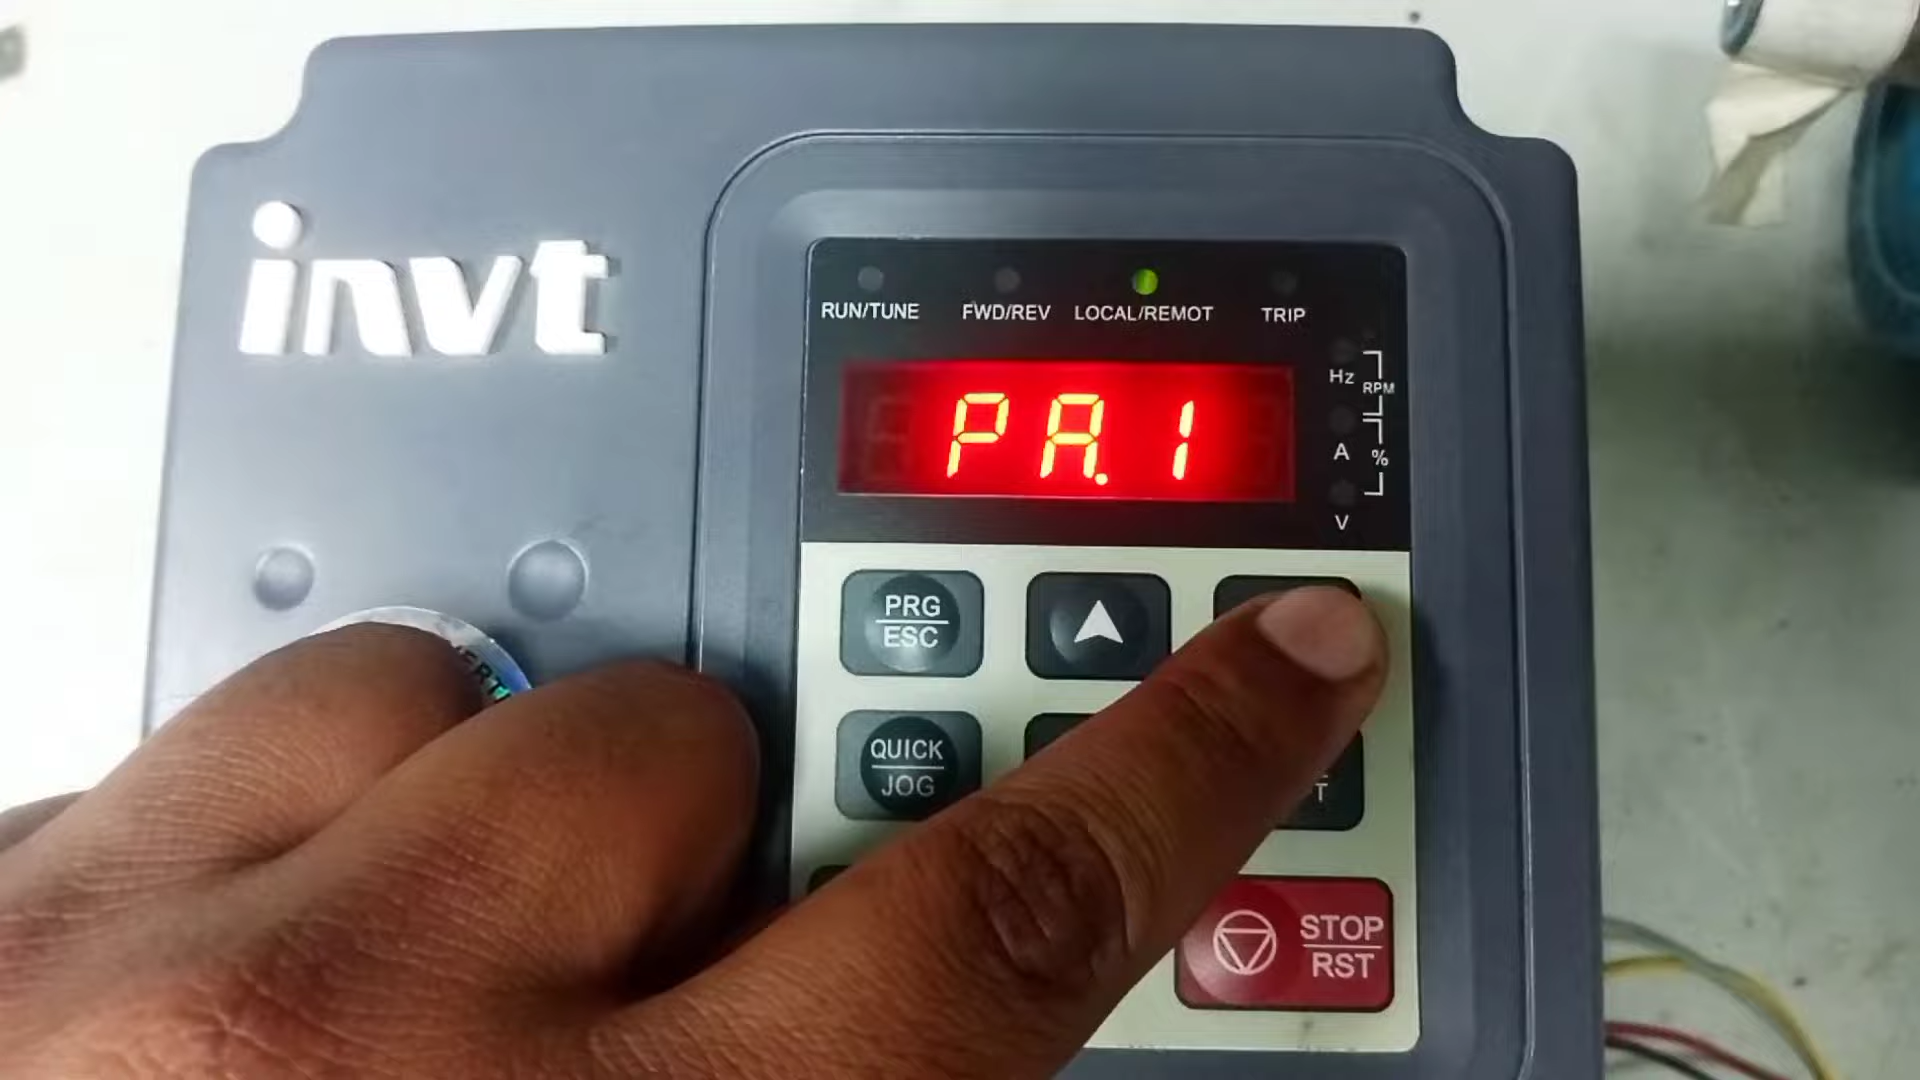 invt
RUN/TUNE FWD/REV LOCAL/REMOT TRIP
PA.1
Hz
RPM
A
%
V
PRG
ESC
QUICK
JOG
T
STOP
RST